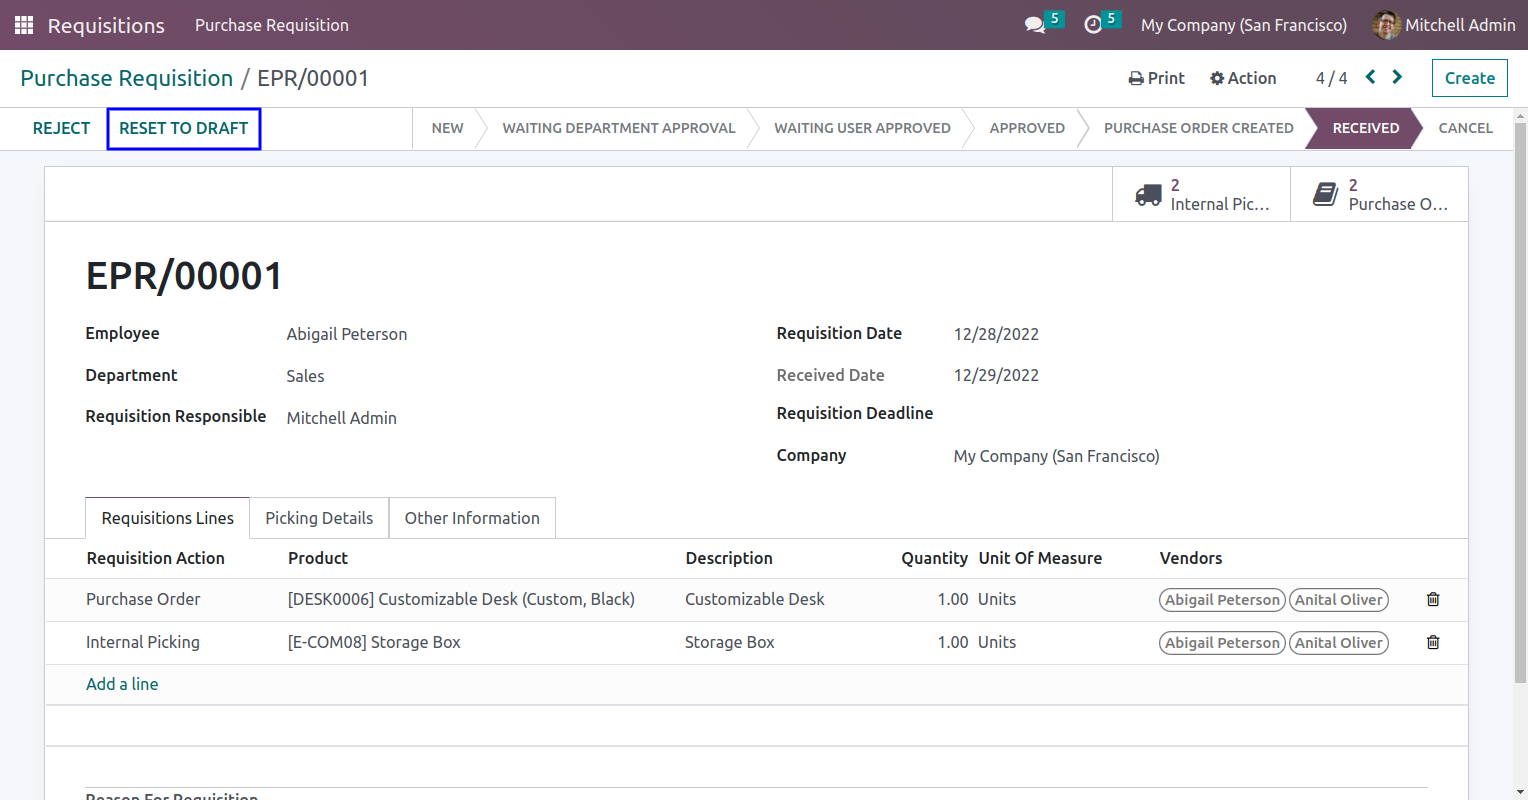 Requisitions Purchase Requisition 5 5 My Company (San Francisco) Mitchell Admin
Purchase Requisition / EPR/00001 Print Action 4 / 4 Create
REJECT RESET TO DRAFT NEW WAITING DEPARTMENT APPROVAL WAITING USER APPROVED APPROVED PURCHASE ORDER CREATED RECEIVED CANCEL
2 Internal Pic... 2 Purchase O...
EPR/00001
Employee Abigail Peterson Requisition Date 12/28/2022
Department Sales Received Date 12/29/2022
Requisition Responsible Mitchell Admin Requisition Deadline
Company My Company (San Francisco)
Requisitions Lines Picking Details Other Information
Requisition Action Product Description Quantity Unit Of Measure Vendors
Purchase Order [DESK0006] Customizable Desk (Custom, Black) Customizable Desk 1.00 Units Abigail Peterson Anital Oliver
Internal Picking [E-COM08] Storage Box Storage Box 1.00 Units Abigail Peterson Anital Oliver
Add a line
Reason For Requisition